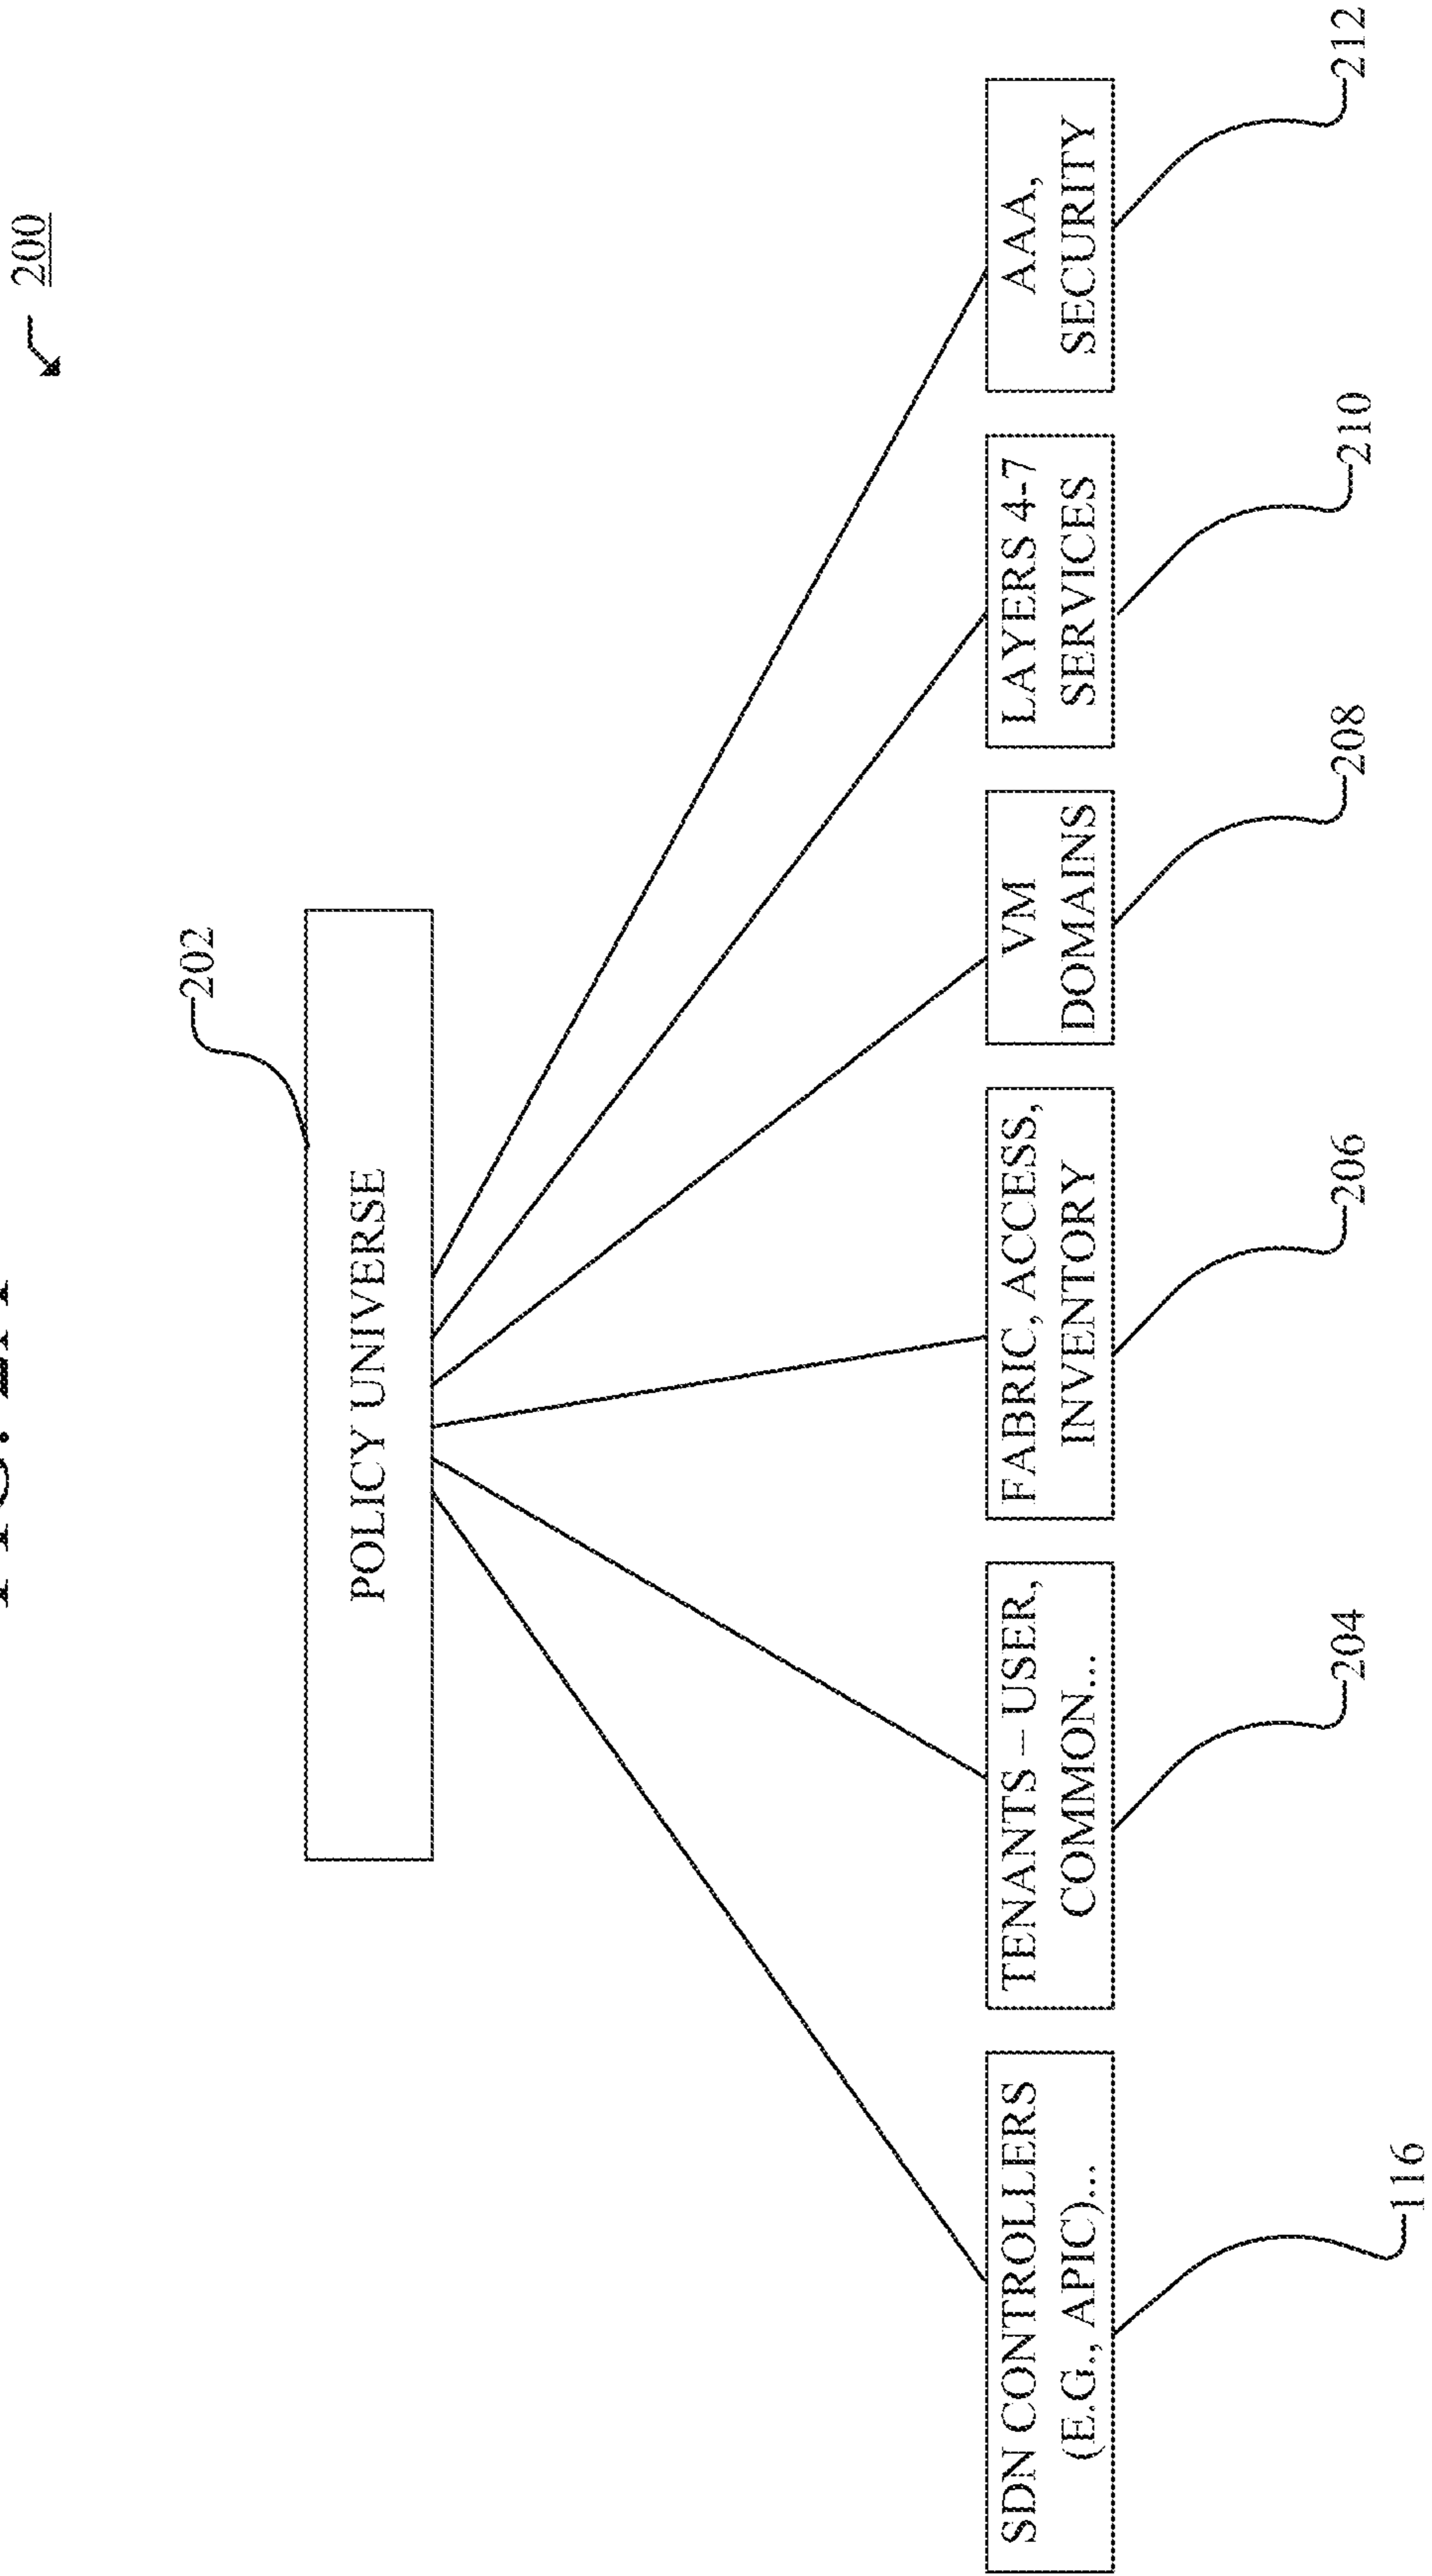 200
202
POLICY UNIVERSE
SDN CONTROLLERS
(E.G., APIC)...
116
TENANTS – USER,
COMMON...
204
FABRIC, ACCESS,
INVENTORY
206
VM
DOMAINS
208
LAYERS 4-7
SERVICES
210
AAA,
SECURITY
212